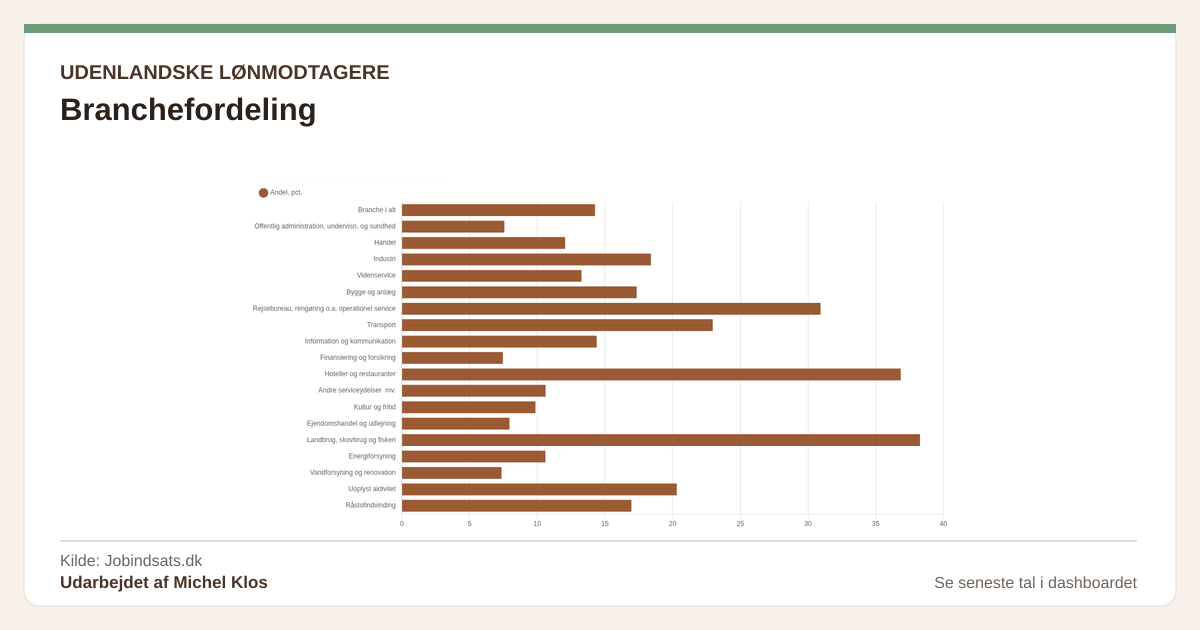 UDENLANDSKE LØNMODTAGERE
Branchefordeling
Andel, pct.
Branche i alt
Offentlig administration, undervisn. og sundhed
Handel
Industri
Videnservice
Bygge og anlæg
Rejsebureau, rengøring o.a. operationel service
Transport
Information og kommunikation
Finansiering og forsikring
Hoteller og restauranter
Andre serviceydelser  mv.
Kultur og fritid
Ejendomshandel og udlejning
Landbrug, skovbrug og fiskeri
Energiforsyning
Vandforsyning og renovation
Uoplyst aktivitet
Råstofindvinding
0 5 10 15 20 25 30 35 40
Kilde: Jobindsats.dk
Udarbejdet af Michel Klos
Se seneste tal i dashboardet